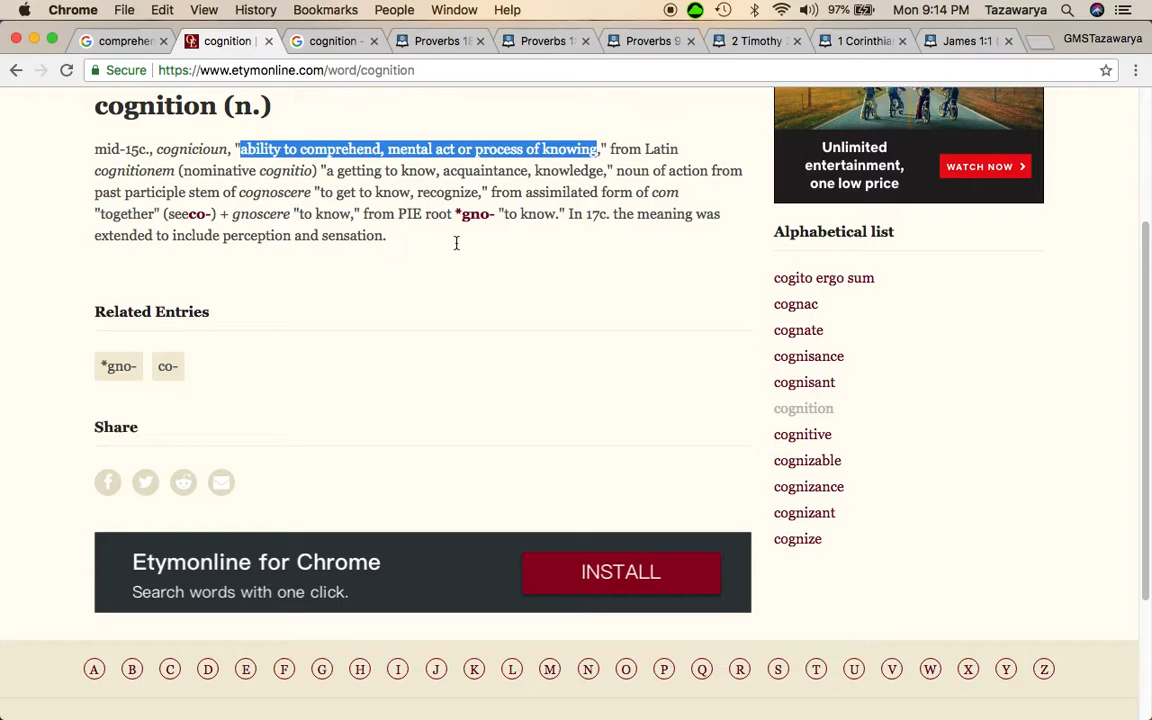 Chrome File Edit View History Bookmarks People Window Help 97% Mon 9:14 PM Tazawarya
comprehen cognition | cognition - Proverbs 18 Proverbs 1 Proverbs 9 2 Timothy 1 Corinthia James 1:1 GMSTazawarya
Secure https://www.etymonline.com/word/cognition
cognition (n.)
mid-15c., cognicioun, "ability to comprehend, mental act or process of knowing," from Latin
cognitionem (nominative cognitio) "a getting to know, acquaintance, knowledge," noun of action from
past participle stem of cognoscere "to get to know, recognize," from assimilated form of com
"together" (seeco-) + gnoscere "to know," from PIE root *gno- "to know." In 17c. the meaning was
extended to include perception and sensation.
Related Entries
*gno- co-
Share
Etymonline for Chrome
Search words with one click.
INSTALL
Unlimited
entertainment,
one low price
WATCH NOW
Alphabetical list
cogito ergo sum
cognac
cognate
cognisance
cognisant
cognition
cognitive
cognizable
cognizance
cognizant
cognize
A B C D E F G H I J K L M N O P Q R S T U V W X Y Z